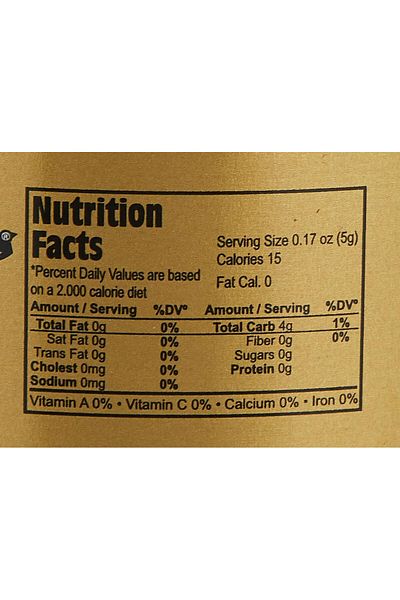 ®
Nutrition
Facts
*Percent Daily Values are based
on a 2.000 calorie diet
Serving Size 0.17 oz (5g)
Calories 15
Fat Cal. 0
Amount / Serving %DV* Amount / Serving %DV*
Total Fat 0g 0% Total Carb 4g 1%
Sat Fat 0g 0% Fiber 0g 0%
Trans Fat 0g 0% Sugars 0g
Cholest 0mg 0% Protein 0g
Sodium 0mg 0%
Vitamin A 0% • Vitamin C 0% • Calcium 0% • Iron 0%